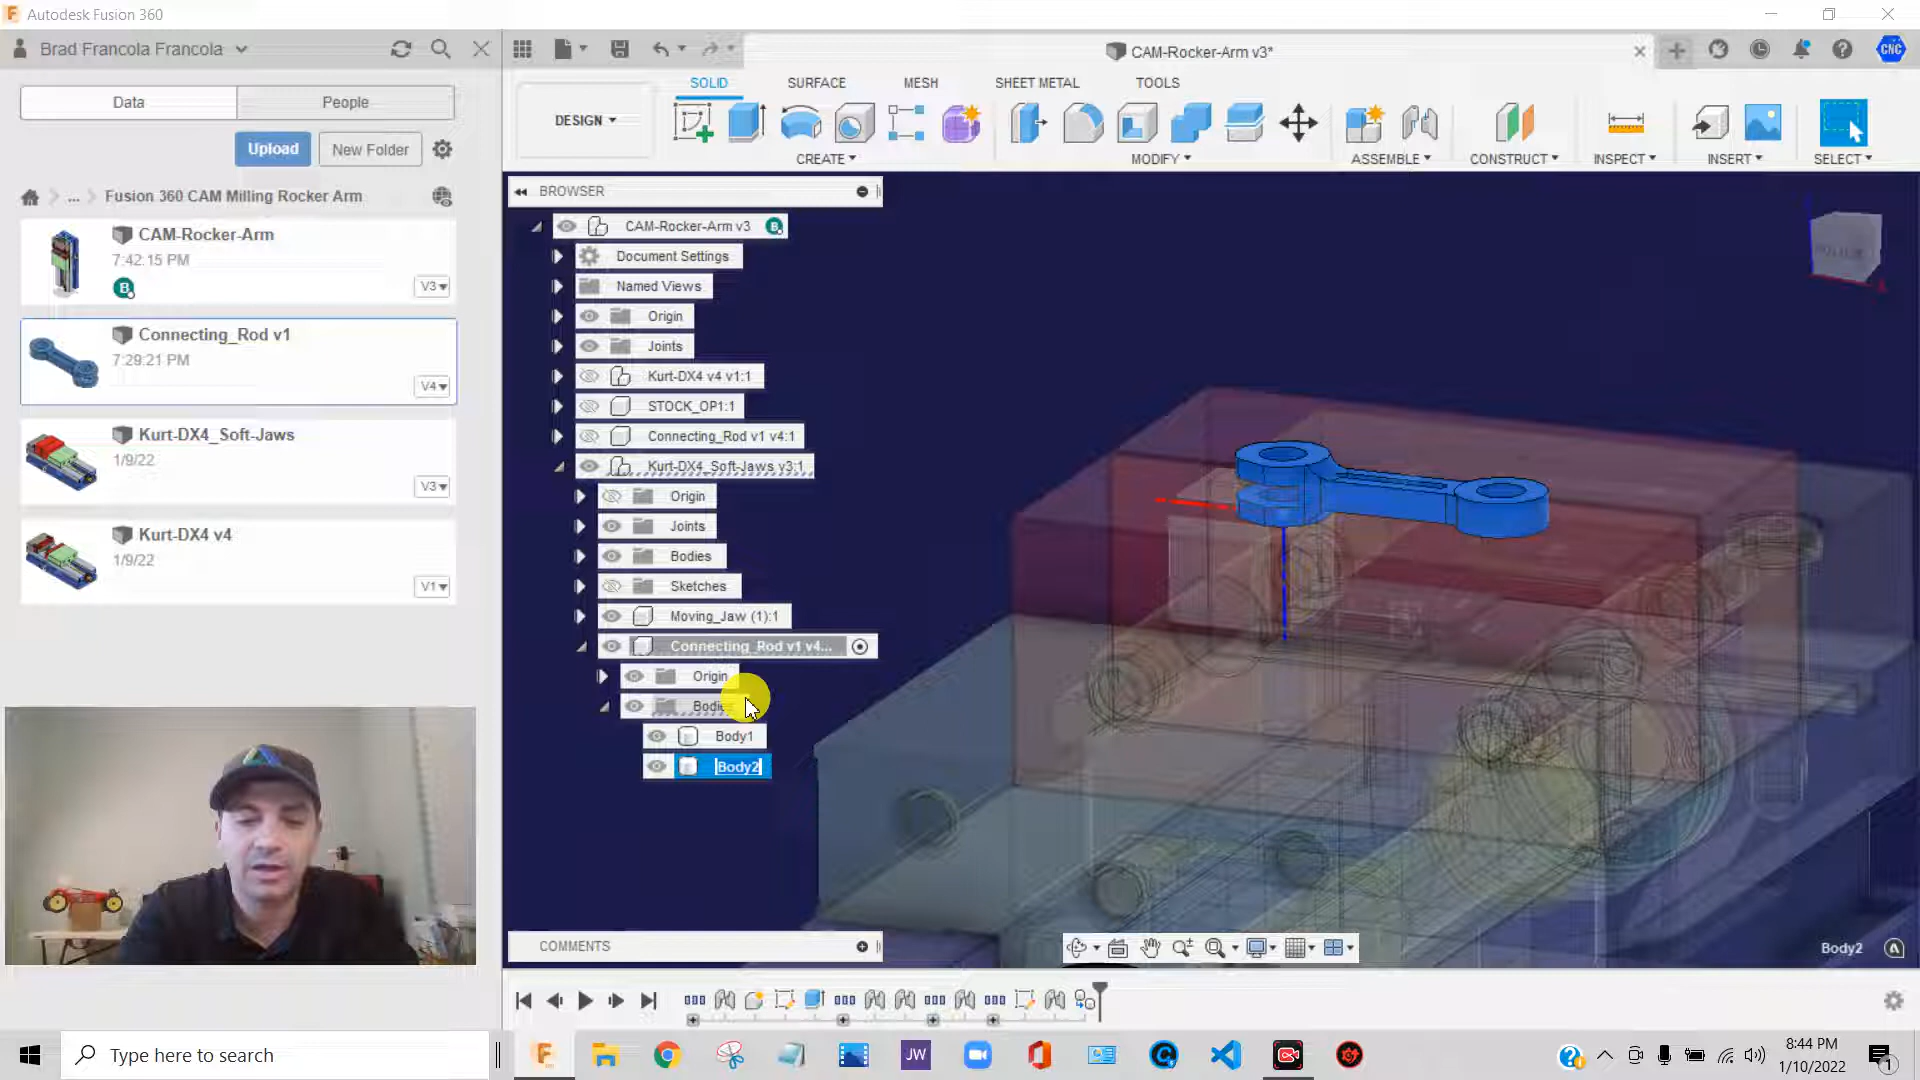 Autodesk Fusion 360
Brad Francola Francola
CAM-Rocker-Arm v3*
CNC
Data
People
SOLID
SURFACE
MESH
SHEET METAL
TOOLS
DESIGN
Upload
New Folder
CREATE
MODIFY
ASSEMBLE
CONSTRUCT
INSPECT
INSERT
SELECT
... Fusion 360 CAM Milling Rocker Arm
CAM-Rocker-Arm
7:42:15 PM
B
V3
Connecting_Rod v1
7:29:21 PM
V4
Kurt-DX4_Soft-Jaws
1/9/22
V3
Kurt-DX4 v4
1/9/22
V1
BROWSER
CAM-Rocker-Arm v3
B
Document Settings
Named Views
Origin
Joints
Kurt-DX4 v4 v1:1
STOCK_OP1:1
Connecting_Rod v1 v4:1
Kurt-DX4_Soft-Jaws v3:1
Origin
Joints
Bodies
Sketches
Moving_Jaw (1):1
Connecting_Rod v1 v4...
Origin
Bodie
Body1
Body2
COMMENTS
Body2
Type here to search
JW
8:44 PM
1/10/2022
1